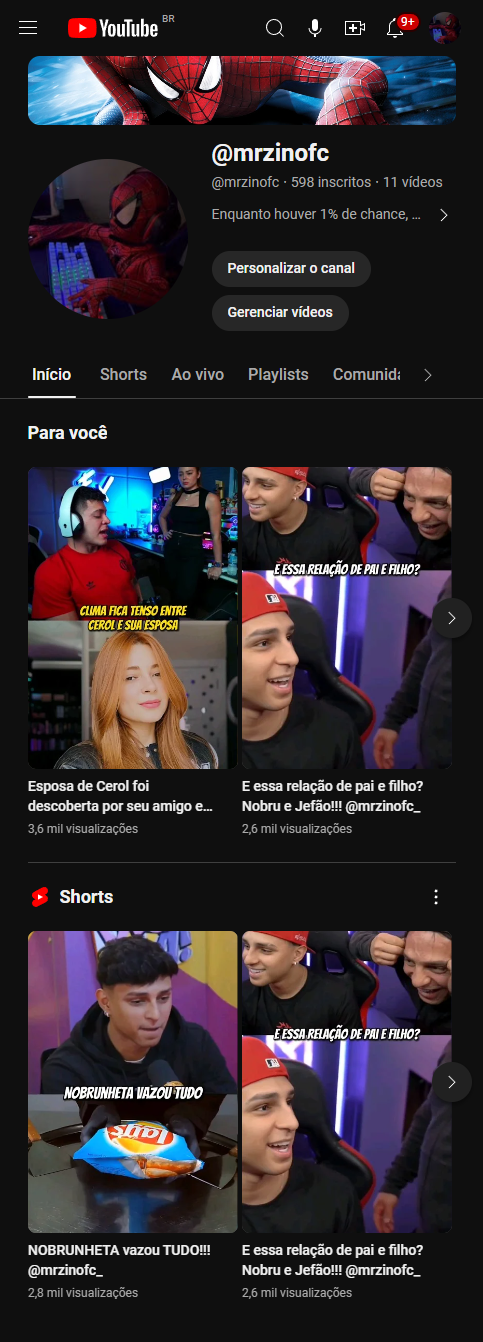 YouTube BR
9+
@mrzinofc
@mrzinofc · 598 inscritos · 11 vídeos
Enquanto houver 1% de chance, ...
Personalizar o canal
Gerenciar vídeos
Início Shorts Ao vivo Playlists Comunida
Para você
CLIMA FICA TENSO ENTRE
CEROL E SUA ESPOSA
E ESSA RELAÇÃO DE PAI E FILHO?
Esposa de Cerol foi
descoberta por seu amigo e...
3,6 mil visualizações
E essa relação de pai e filho?
Nobru e Jefão!!! @mrzinofc_
2,6 mil visualizações
Shorts
NOBRUNHETA VAZOU TUDO
Lay's
E ESSA RELAÇÃO DE PAI E FILHO?
NOBRUNHETA vazou TUDO!!!
@mrzinofc_
2,8 mil visualizações
E essa relação de pai e filho?
Nobru e Jefão!!! @mrzinofc_
2,6 mil visualizações